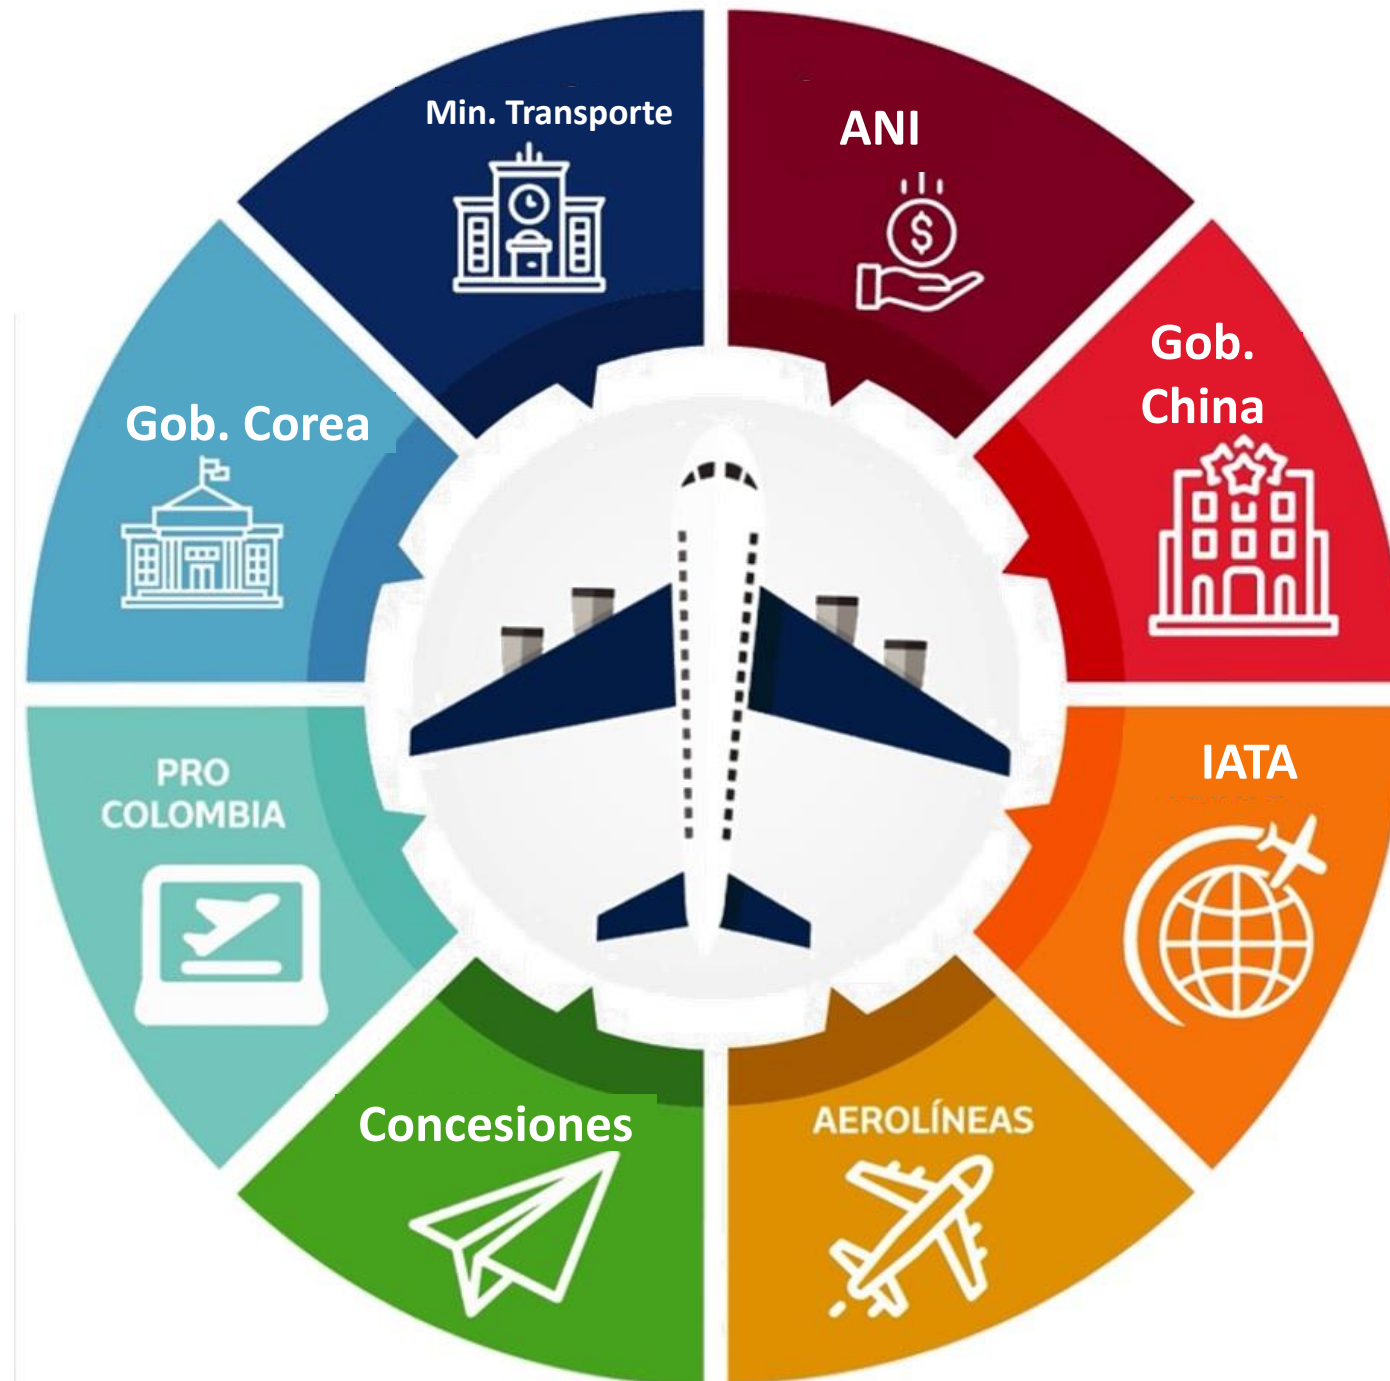 Min. Transporte
ANI
Gob.
China
Gob. Corea
IATA
PRO
COLOMBIA
Concesiones
AEROLÍNEAS